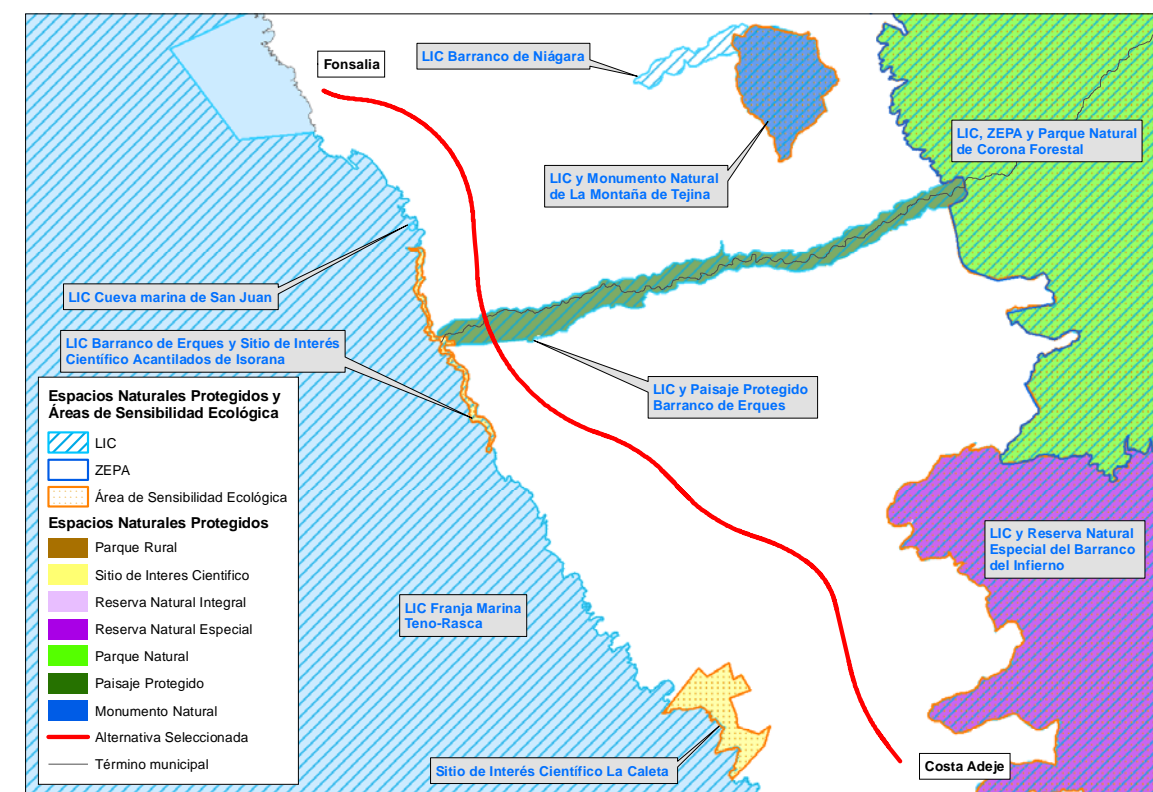 Fonsalia
LIC Barranco de Niágara
LIC, ZEPA y Parque Natural
de Corona Forestal
LIC y Monumento Natural
de La Montaña de Tejina
LIC Cueva marina de San Juan
LIC Barranco de Erques y Sitio de Interés
Científico Acantilados de Isorana
LIC y Paisaje Protegido
Barranco de Erques
Espacios Naturales Protegidos y
Áreas de Sensibilidad Ecológica
LIC
ZEPA
Área de Sensibilidad Ecológica
Espacios Naturales Protegidos
Parque Rural
Sitio de Interes Científico
Reserva Natural Integral
Reserva Natural Especial
Parque Natural
Paisaje Protegido
Monumento Natural
Alternativa Seleccionada
Término municipal
LIC y Reserva Natural
Especial del Barranco
del Infierno
LIC Franja Marina
Teno-Rasca
Sitio de Interés Científico La Caleta
Costa Adeje